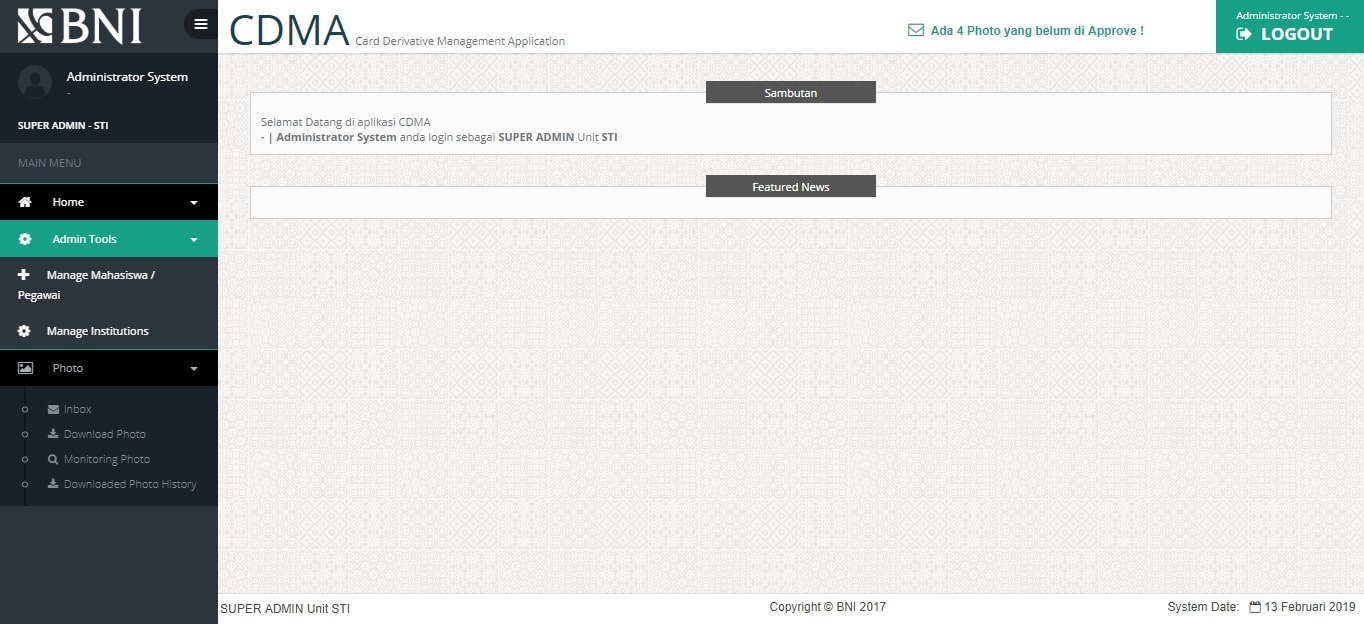 BNI
CDMA Card Derivative Management Application
Ada 4 Photo yang belum di Approve !
Administrator System - -
LOGOUT
Administrator System
-
SUPER ADMIN - STI
MAIN MENU
Home
Admin Tools
Manage Mahasiswa /
Pegawai
Manage Institutions
Photo
Inbox
Download Photo
Monitoring Photo
Downloaded Photo History
Sambutan
Selamat Datang di aplikasi CDMA
- | Administrator System anda login sebagai SUPER ADMIN Unit STI
Featured News
SUPER ADMIN Unit STI
Copyright © BNI 2017
System Date: 13 Februari 2019